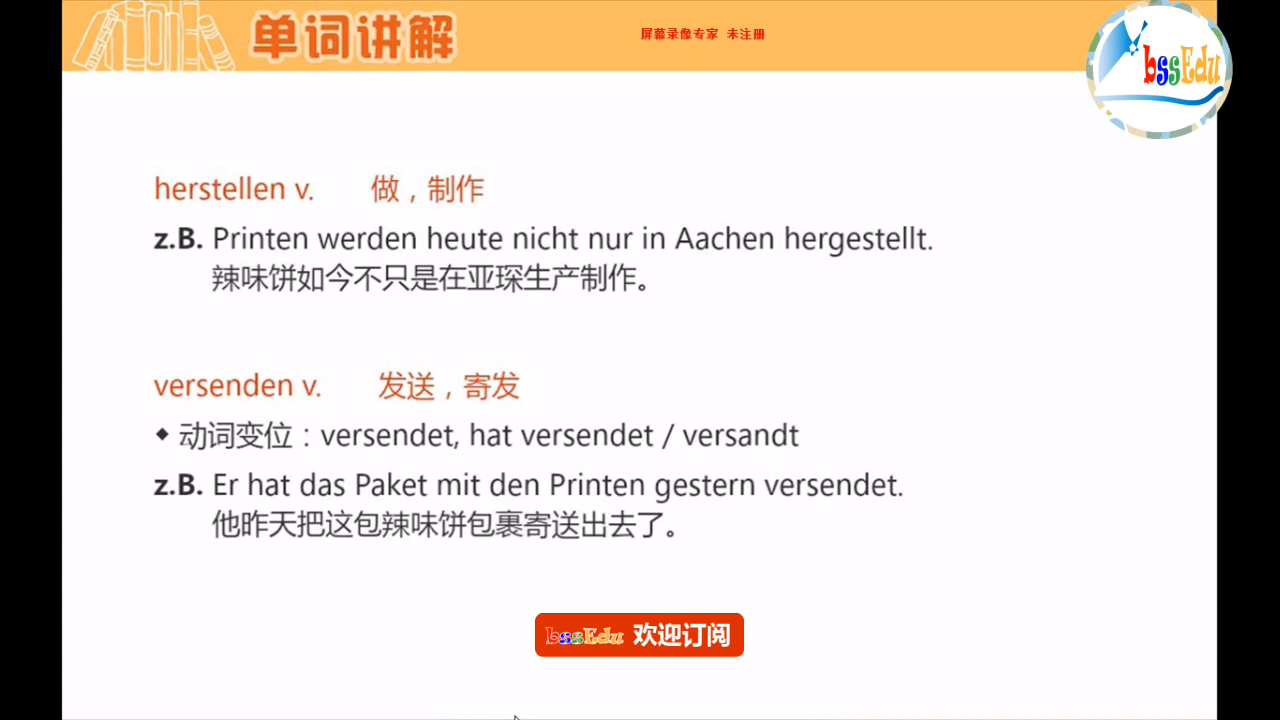 单词讲解
屏幕录像专家 未注册
bssEdu
herstellen v. 做，制作
z.B. Printen werden heute nicht nur in Aachen hergestellt.
辣味饼如今不只是在亚琛生产制作。
versenden v. 发送，寄发
◆ 动词变位：versendet, hat versendet / versandt
z.B. Er hat das Paket mit den Printen gestern versendet.
他昨天把这包辣味饼包裹寄送出去了。
bssEdu 欢迎订阅